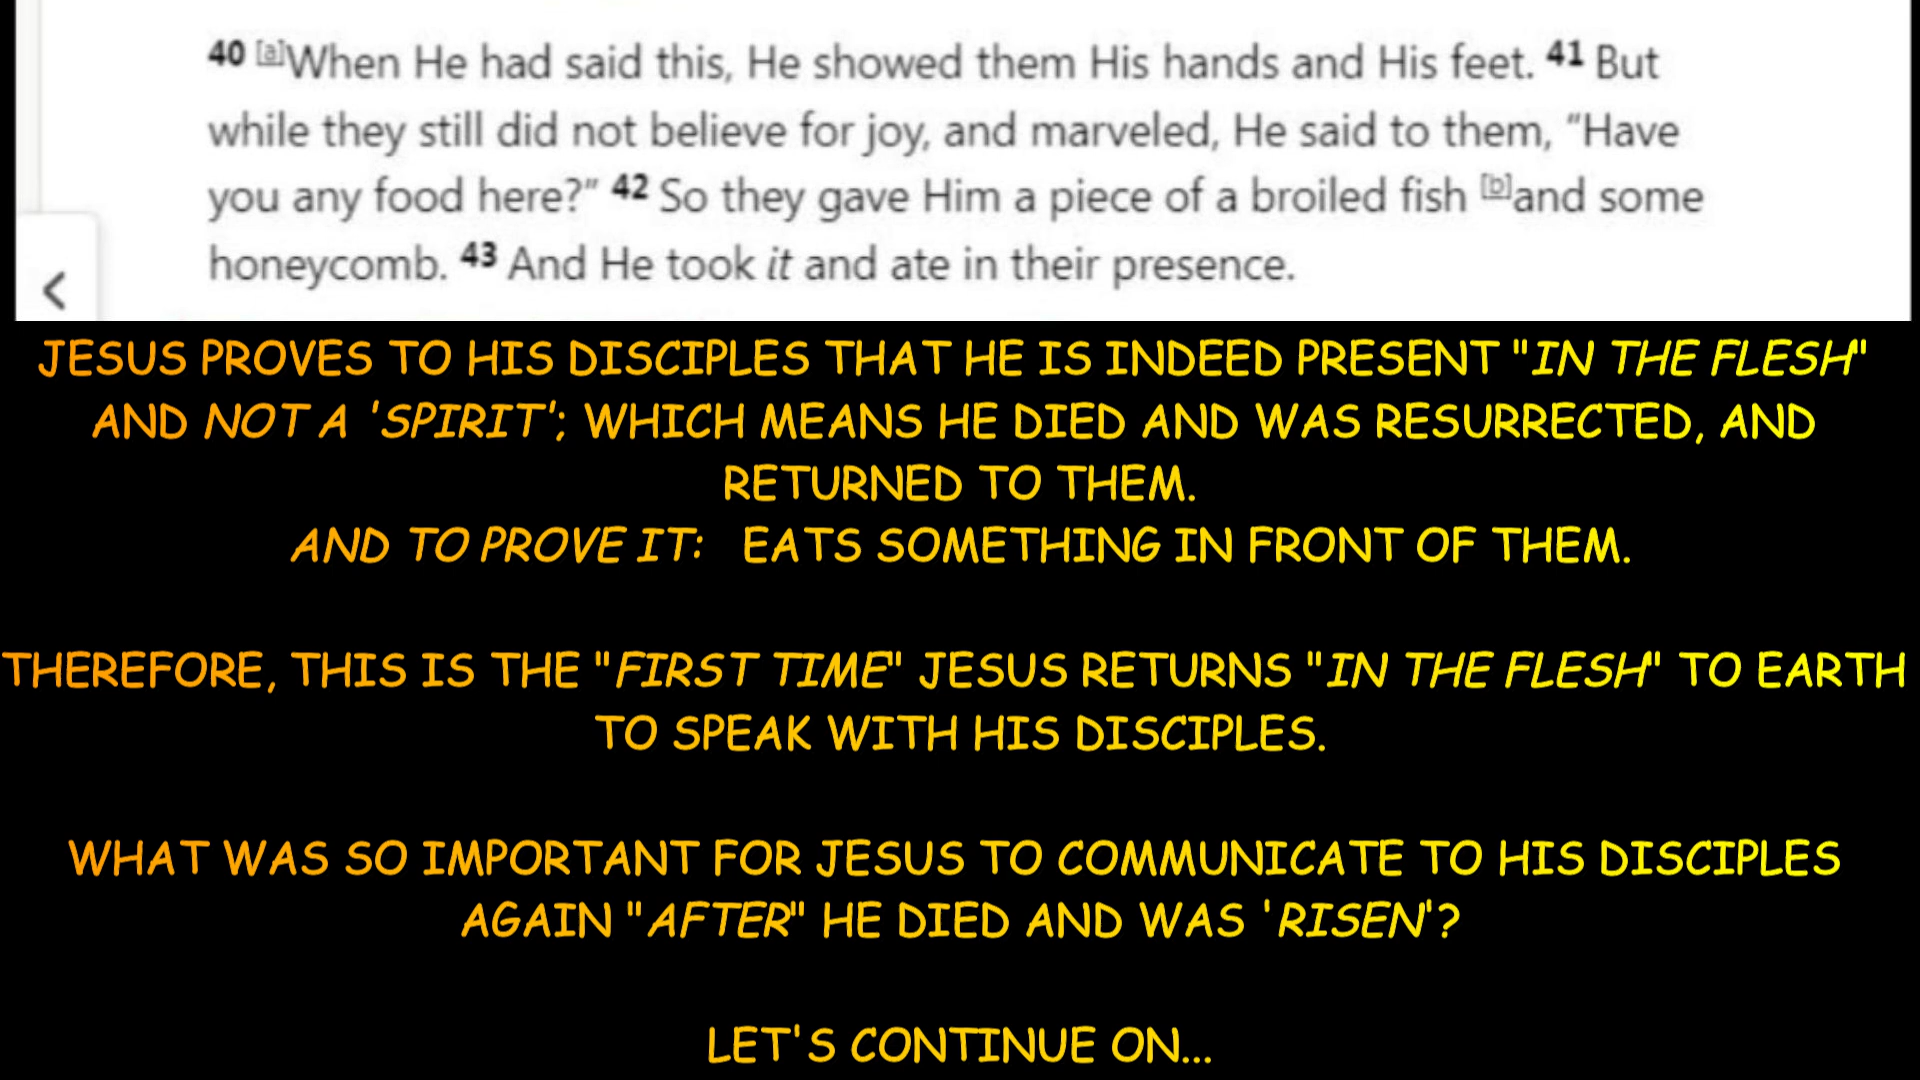 40 [a]When He had said this, He showed them His hands and His feet. 41 But
while they still did not believe for joy, and marveled, He said to them, “Have
you any food here?” 42 So they gave Him a piece of a broiled fish [b]and some
honeycomb. 43 And He took it and ate in their presence.
JESUS PROVES TO HIS DISCIPLES THAT HE IS INDEED PRESENT "IN THE FLESH"
AND NOT A 'SPIRIT'; WHICH MEANS HE DIED AND WAS RESURRECTED, AND
RETURNED TO THEM.
AND TO PROVE IT: EATS SOMETHING IN FRONT OF THEM.
THEREFORE, THIS IS THE "FIRST TIME" JESUS RETURNS "IN THE FLESH" TO EARTH
TO SPEAK WITH HIS DISCIPLES.
WHAT WAS SO IMPORTANT FOR JESUS TO COMMUNICATE TO HIS DISCIPLES
AGAIN "AFTER" HE DIED AND WAS 'RISEN'?
LET'S CONTINUE ON...